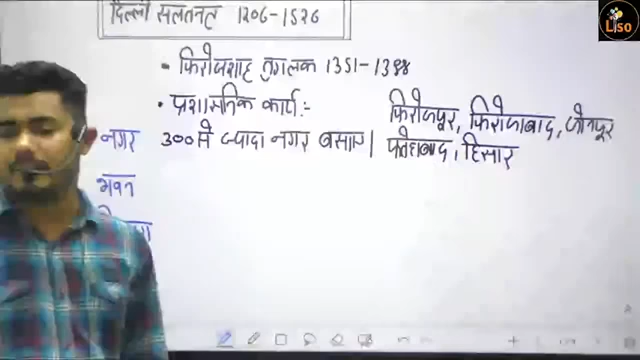 दिल्ली सल्तनत 1206-1526
Liso
• फिरोजशाह तुगलक 1351-1388
• प्रशासनिक कार्य:-
फिरोजपुर, फिरोजाबाद, जौनपुर
नगर 300 से ज्यादा नगर बसाए | फतेहाबाद, हिसार
भवन